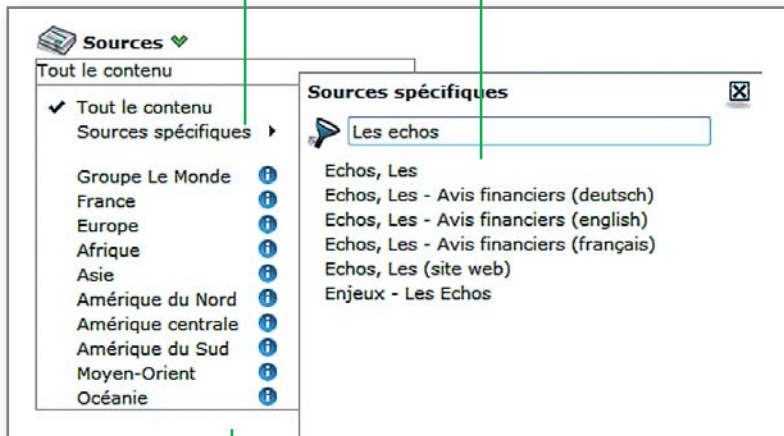 Sources
Tout le contenu
Tout le contenu
Sources spécifiques
Groupe Le Monde
France
Europe
Afrique
Asie
Amérique du Nord
Amérique centrale
Amérique du Sud
Moyen-Orient
Océanie
Sources spécifiques
Les echos
Echos, Les
Echos, Les - Avis financiers (deutsch)
Echos, Les - Avis financiers (english)
Echos, Les - Avis financiers (français)
Echos, Les (site web)
Enjeux - Les Echos